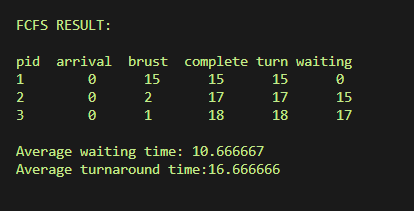 FCFS RESULT:
pid arrival brust complete turn waiting
1 0 15 15 15 0
2 0 2 17 17 15
3 0 1 18 18 17
Average waiting time: 10.666667
Average turnaround time:16.666666